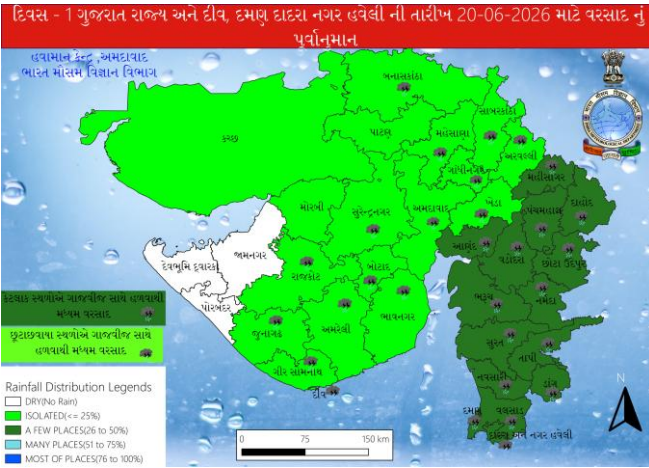 દિવસ - 1 ગુજરાત રાજ્ય અને દીવ, દમણ દાદરા નગર હવેલી ની તારીખ 20-06-2026 માટે વરસાદ નું
પુર્વાનુમાન
હવામાન કેન્દ્ર ,અમદાવાદ
ભારત મૌસમ વિજ્ઞાન વિભાગ
બનાસકાંઠા
સાબરકાંઠા
પાટણ
મહેસાણા
અરવલ્લી
કચ્છ
ગાંધીનગર
મહીસાગર
મોરબી
સુરેન્દ્રનગર
અમદાવાદ
ખેડા
પંચમહાલ
દાહોદ
જામનગર
દેવભૂમિ દ્વારકા
રાજકોટ
બોટાદ
આણંદ
વડોદરા
છોટા ઉદેપુર
પોરબંદર
જુનાગઢ
અમરેલી
ભાવનગર
ભરૂચ
નર્મદા
ગીર સોમનાથ
દીવ
સુરત
તાપી
નવસારી
ડાંગ
દમણ
વલસાડ
દાદરા અને નગર હવેલી
કેટલાક સ્થળોએ ગાજવીજ સાથે હળવાથી
મધ્યમ વરસાદ
છુટાછવાયા સ્થળોએ ગાજવીજ સાથે
હળવાથી મધ્યમ વરસાદ
Rainfall Distribution Legends
DRY(No Rain)
ISOLATED(<= 25%)
A FEW PLACES(26 to 50%)
MANY PLACES(51 to 75%)
MOST OF PLACES(76 to 100%)
0 75 150 km
N